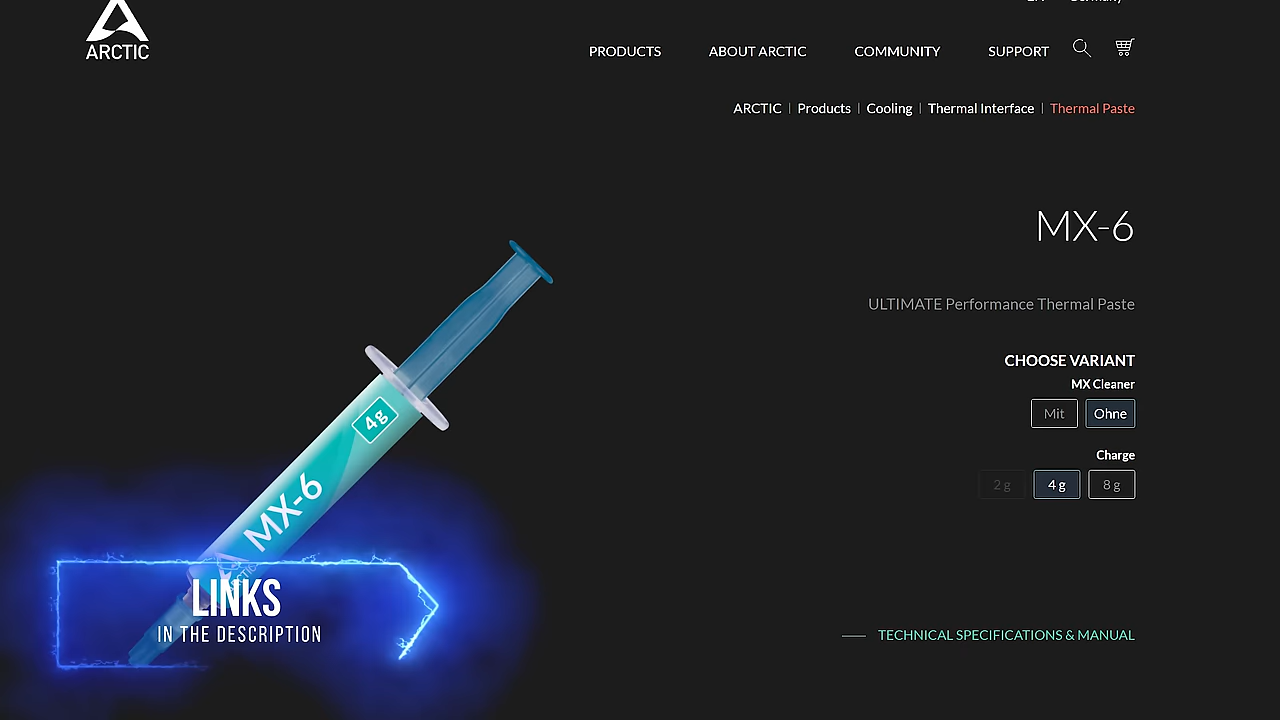 ARCTIC
PRODUCTS ABOUT ARCTIC COMMUNITY SUPPORT
ARCTIC | Products | Cooling | Thermal Interface | Thermal Paste
MX-6
ULTIMATE Performance Thermal Paste
CHOOSE VARIANT
MX Cleaner
Mit Ohne
Charge
2 g 4 g 8 g
4g
MX-6
LINKS
IN THE DESCRIPTION
TECHNICAL SPECIFICATIONS & MANUAL